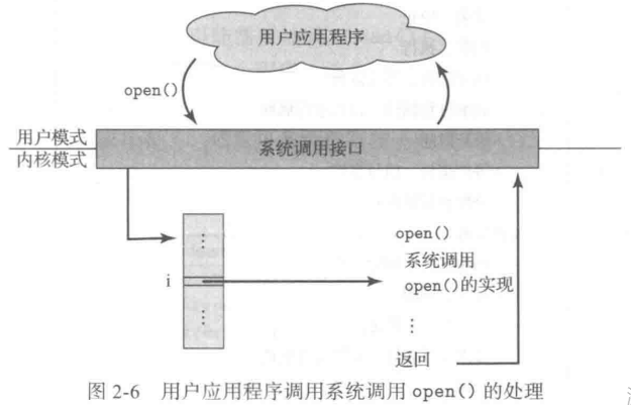 用户应用程序
open()
用户模式
系统调用接口
内核模式
⋮
open()
系统调用
i
open()的实现
⋮
⋮
返回
图 2-6 用户应用程序调用系统调用 open() 的处理